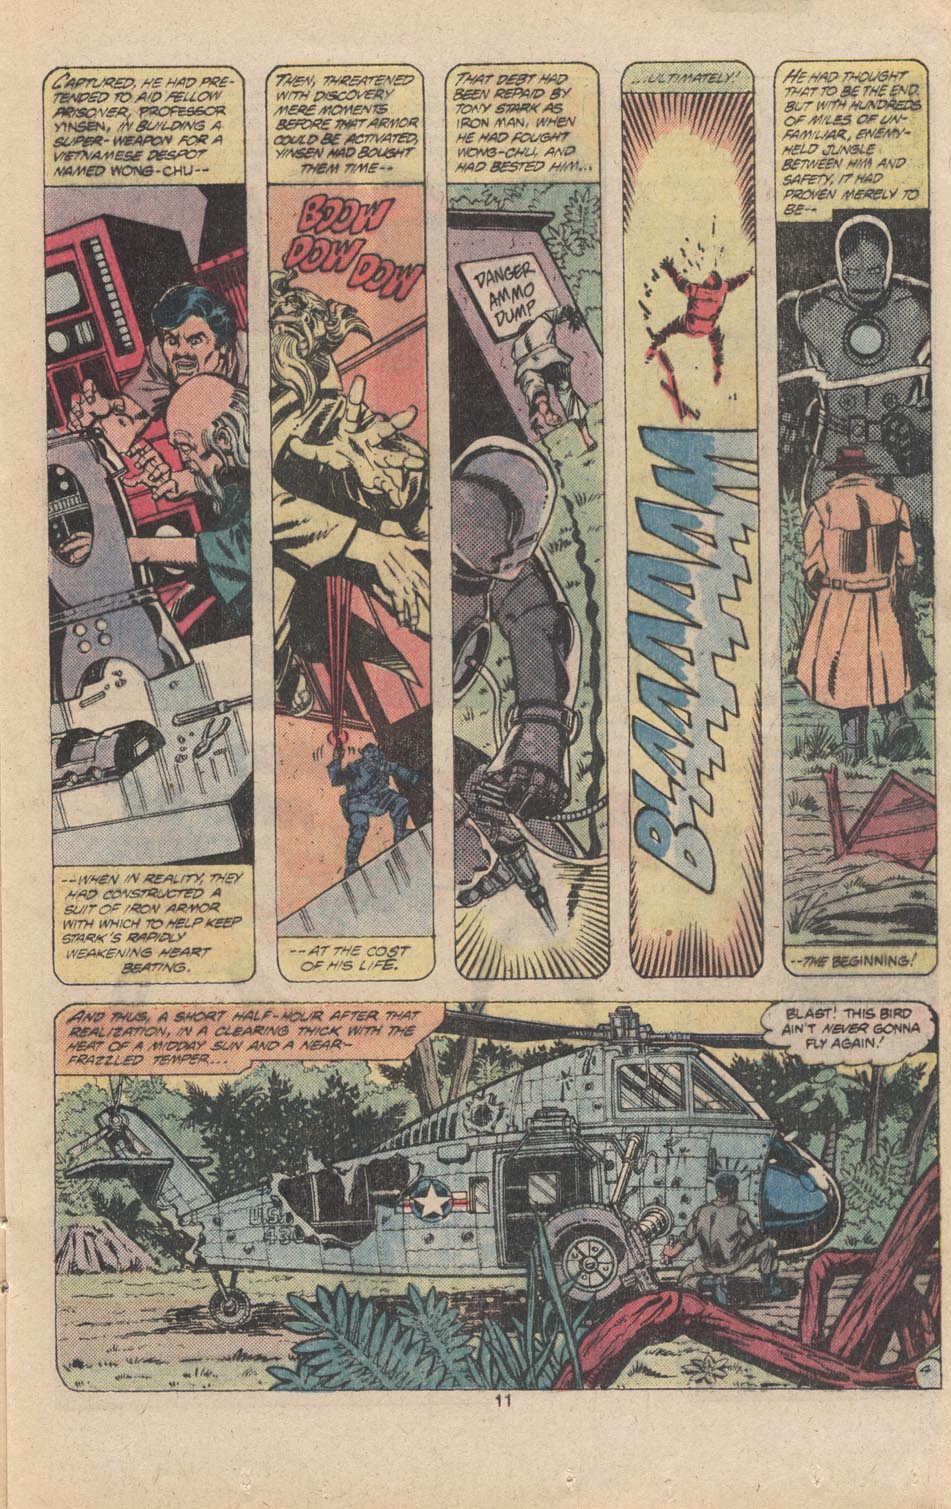 CAPTURED, HE HAD PRE-
TENDED TO AID FELLOW
PRISONER, PROFESSOR
YINSEN, IN BUILDING A
SUPER-WEAPON FOR A
VIETNAMESE DESPOT
NAMED WONG-CHU--
--WHEN IN REALITY, THEY
HAD CONSTRUCTED A
SUIT OF IRON ARMOR
WITH WHICH TO HELP KEEP
STARK'S RAPIDLY
WEAKENING HEART
BEATING.
THEN, THREATENED
WITH DISCOVERY
MERE MOMENTS
BEFORE THAT ARMOR
COULD BE ACTIVATED,
YINSEN HAD BOUGHT
THEM TIME--
BDOW
DOW DOW
--AT THE COST
OF HIS LIFE.
THAT DEBT HAD
BEEN REPAID BY
TONY STARK AS
IRON MAN, WHEN
HE HAD FOUGHT
WONG-CHU, AND
HAD BESTED HIM...
DANGER
AMMO
DUMP
...ULTIMATELY!
BLAWWWW
HE HAD THOUGHT
THAT TO BE THE END.
BUT WITH HUNDREDS
OF MILES OF UN-
FAMILIAR, ENEMY-
HELD JUNGLE
BETWEEN HIM AND
SAFETY, IT HAD
PROVEN MERELY TO
BE--
--THE BEGINNING!
AND THUS, A SHORT HALF-HOUR AFTER THAT
REALIZATION, IN A CLEARING THICK WITH THE
HEAT OF A MIDDAY SUN AND A NEAR-
FRAZZLED TEMPER...
BLAST! THIS BIRD
AIN'T NEVER GONNA
FLY AGAIN!
U.S.
430
4
11